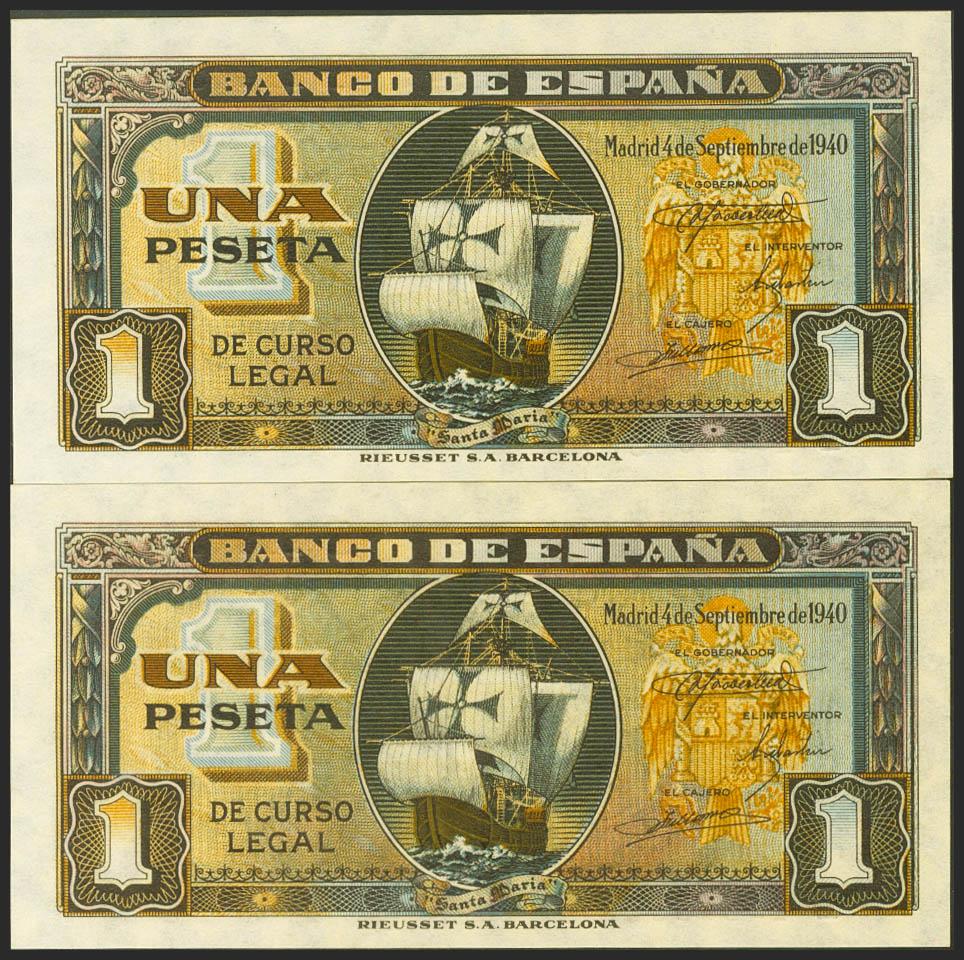 BANCO DE ESPAÑA
Madrid 4 de Septiembre de 1940
1
UNA
PESETA
EL GOBERNADOR
EL INTERVENTOR
EL CAJERO
DE CURSO
LEGAL
1
1
"Santa Maria"
RIEUSSET S.A. BARCELONA
BANCO DE ESPAÑA
Madrid 4 de Septiembre de 1940
1
UNA
PESETA
EL GOBERNADOR
EL INTERVENTOR
EL CAJERO
DE CURSO
LEGAL
1
1
"Santa Maria"
RIEUSSET S.A. BARCELONA